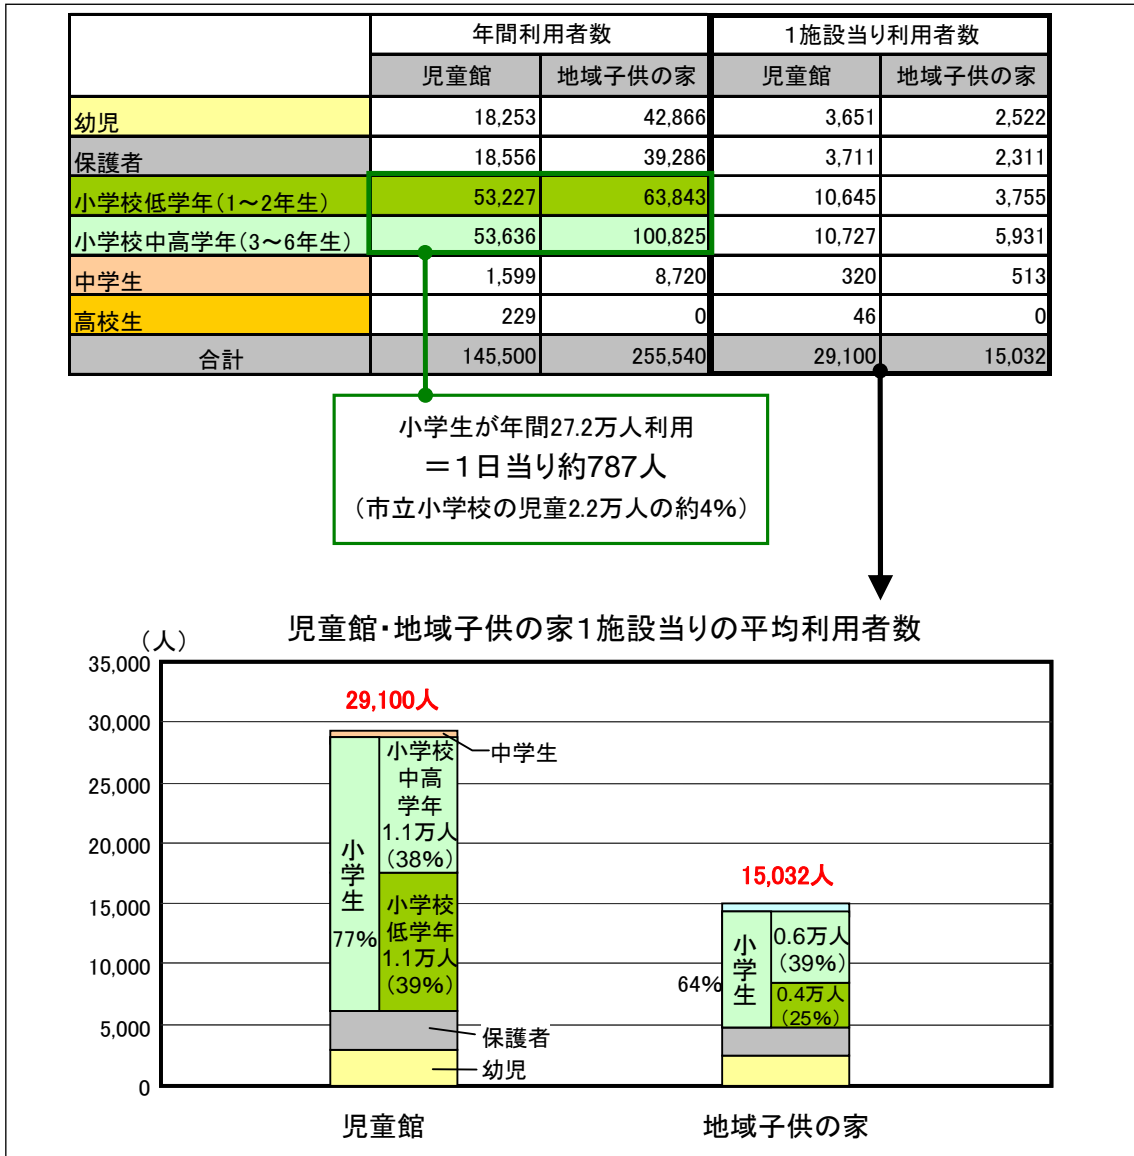 年間利用者数 1施設当り利用者数
児童館 地域子供の家 児童館 地域子供の家
幼児 18,253 42,866 3,651 2,522
保護者 18,556 39,286 3,711 2,311
小学校低学年(1～2年生) 53,227 63,843 10,645 3,755
小学校中高学年(3～6年生) 53,636 100,825 10,727 5,931
中学生 1,599 8,720 320 513
高校生 229 0 46 0
合計 145,500 255,540 29,100 15,032
小学生が年間27.2万人利用
＝1日当り約787人
(市立小学校の児童2.2万人の約4%)
児童館・地域子供の家1施設当りの平均利用者数
(人)
35,000
30,000
25,000
20,000
15,000
10,000
5,000
0
29,100人
中学生
小学校
中高
学年
1.1万人
(38%)
小学生
77%
小学校
低学年
1.1万人
(39%)
保護者
幼児
15,032人
小学生
64%
0.6万人
(39%)
0.4万人
(25%)
児童館 地域子供の家